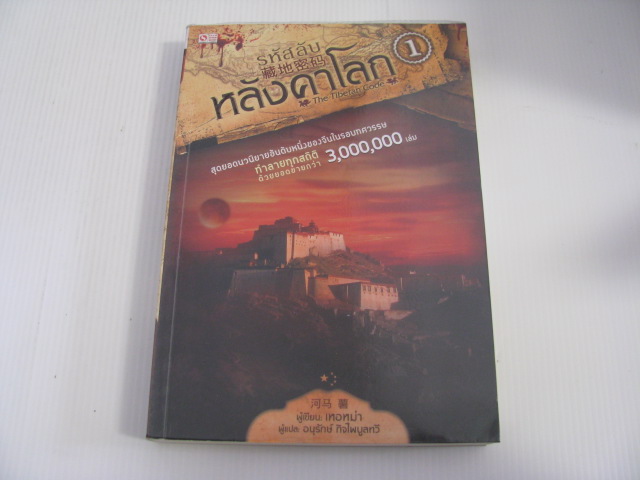 รหัสลับ
藏地密码
หลังคาโลก
1
The Tibetan Code
สุดยอดนวนิยายอันดับหนึ่งของจีนในรอบทศวรรษ
ทำลายทุกสถิติ
ด้วยยอดขายกว่า 3,000,000 เล่ม
河马 著
ผู้เขียน: เหอหม่า
ผู้แปล: อนุรักษ์ กิจไพบูลทวี